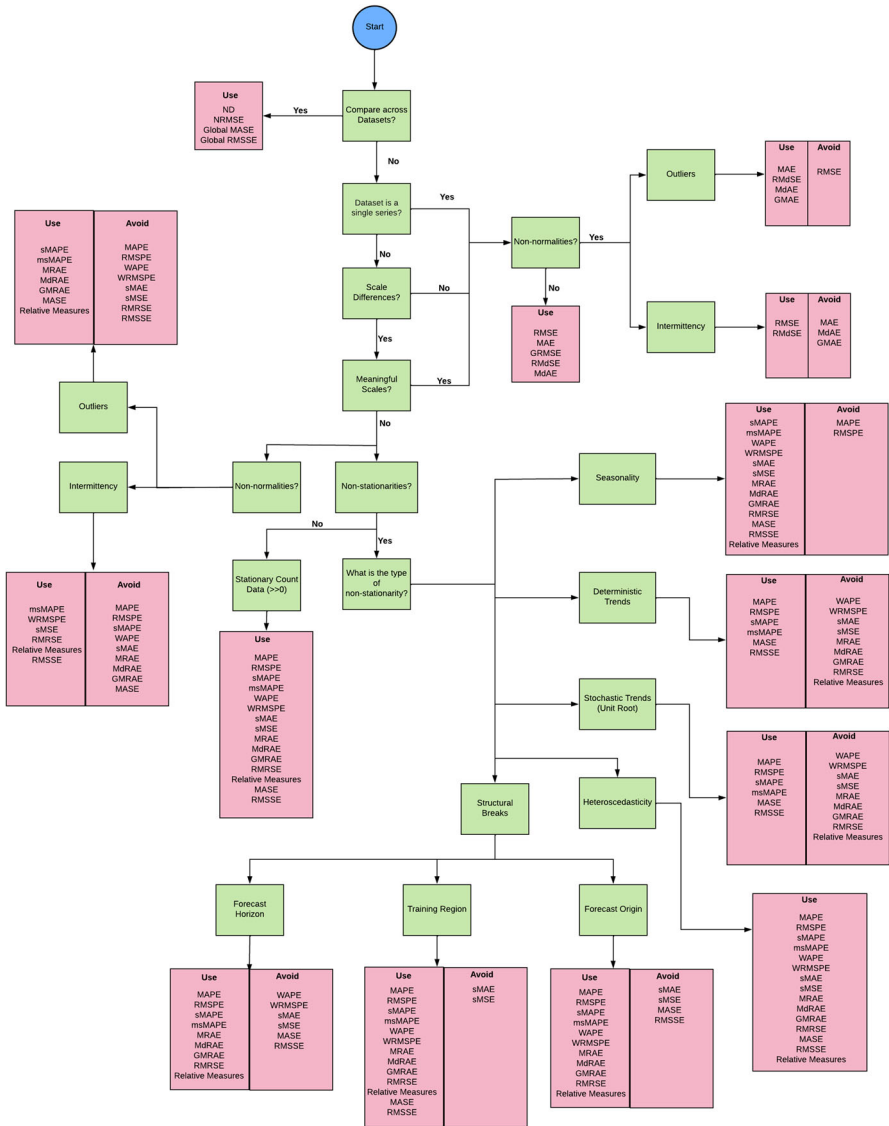 Start
Compare across
Datasets?
Yes
Use
ND
NRMSE
Global MASE
Global RMSSE
No
Dataset is a
single series?
Yes
No
Scale
Differences?
No
Yes
Meaningful
Scales?
Yes
No
Non-normalities?
Yes
No
Use
RMSE
MAE
GRMSE
RMdSE
MdAE
Outliers
Use
MAE
RMdSE
MdAE
GMAE
Avoid
RMSE
Intermittency
Use
RMSE
RMdSE
Avoid
MAE
MdAE
GMAE
Use
sMAPE
msMAPE
MRAE
MdRAE
GMRAE
MASE
Relative Measures
Avoid
MAPE
RMSPE
WAPE
WRMSPE
sMAE
sMSE
RMRSE
RMSSE
Outliers
Intermittency
Non-normalities?
Use
msMAPE
WRMSPE
sMSE
RMRSE
Relative Measures
RMSSE
Avoid
MAPE
RMSPE
sMAPE
WAPE
sMAE
MRAE
MdRAE
GMRAE
MASE
Non-stationarities?
No
Yes
Stationary Count
Data (>>0)
Use
MAPE
RMSPE
sMAPE
msMAPE
WAPE
WRMSPE
sMAE
sMSE
MRAE
MdRAE
GMRAE
RMRSE
Relative Measures
MASE
RMSSE
What is the type
of
non-stationarity?
Seasonality
Use
sMAPE
msMAPE
WAPE
WRMSPE
sMAE
sMSE
MRAE
MdRAE
GMRAE
RMRSE
MASE
RMSSE
Relative Measures
Avoid
MAPE
RMSPE
Deterministic
Trends
Use
MAPE
RMSPE
sMAPE
msMAPE
MASE
RMSSE
Avoid
WAPE
WRMSPE
sMAE
sMSE
MRAE
MdRAE
GMRAE
RMRSE
Relative Measures
Stochastic Trends
(Unit Root)
Use
MAPE
RMSPE
sMAPE
msMAPE
MASE
RMSSE
Avoid
WAPE
WRMSPE
sMAE
sMSE
MRAE
MdRAE
GMRAE
RMRSE
Relative Measures
Heteroscedasticity
Use
MAPE
RMSPE
sMAPE
msMAPE
WAPE
WRMSPE
sMAE
sMSE
MRAE
MdRAE
GMRAE
RMRSE
MASE
RMSSE
Relative Measures
Structural
Breaks
Forecast
Horizon
Use
MAPE
RMSPE
sMAPE
msMAPE
MRAE
MdRAE
GMRAE
RMRSE
Relative Measures
Avoid
WAPE
WRMSPE
sMAE
sMSE
MASE
RMSSE
Training Region
Use
MAPE
RMSPE
sMAPE
msMAPE
WAPE
WRMSPE
MRAE
MdRAE
GMRAE
RMRSE
Relative Measures
MASE
RMSSE
Avoid
sMAE
sMSE
Forecast Origin
Use
MAPE
RMSPE
sMAPE
msMAPE
WAPE
WRMSPE
MRAE
MdRAE
GMRAE
RMRSE
Relative Measures
Avoid
sMAE
sMSE
MASE
RMSSE